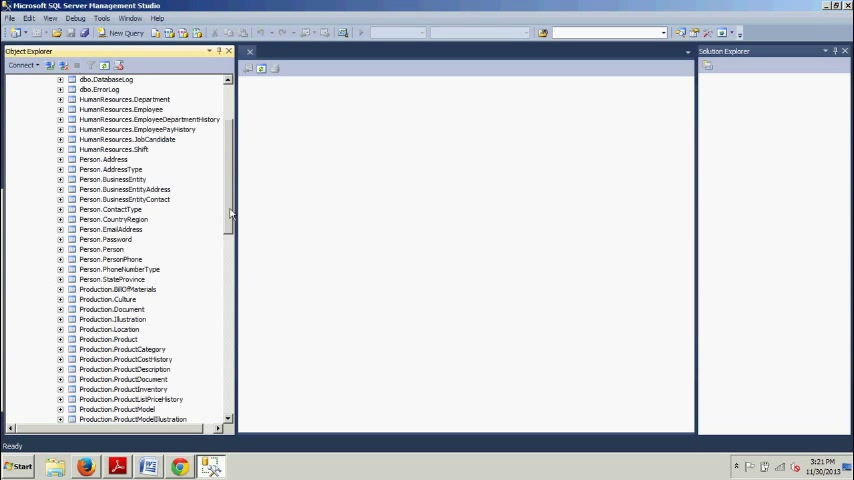 Microsoft SQL Server Management Studio
File Edit View Debug Tools Window Help
New Query
Object Explorer
Solution Explorer
Connect
dbo.DatabaseLog
dbo.ErrorLog
HumanResources.Department
HumanResources.Employee
HumanResources.EmployeeDepartmentHistory
HumanResources.EmployeePayHistory
HumanResources.JobCandidate
HumanResources.Shift
Person.Address
Person.AddressType
Person.BusinessEntity
Person.BusinessEntityAddress
Person.BusinessEntityContact
Person.ContactType
Person.CountryRegion
Person.EmailAddress
Person.Password
Person.Person
Person.PersonPhone
Person.PhoneNumberType
Person.StateProvince
Production.BillOfMaterials
Production.Culture
Production.Document
Production.Illustration
Production.Location
Production.Product
Production.ProductCategory
Production.ProductCostHistory
Production.ProductDescription
Production.ProductDocument
Production.ProductInventory
Production.ProductListPriceHistory
Production.ProductModel
Production.ProductModelIllustration
Ready
Start
3:21 PM
11/30/2013